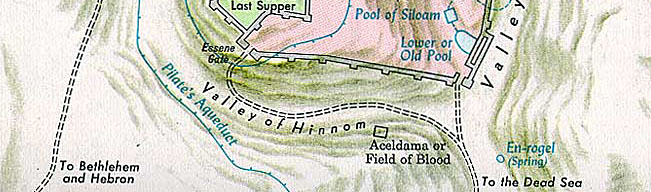 Last Supper
Pool of Siloam
Lower or
Old Pool
Valley
Essene
Gate
Pilate's Aqueduct
Valley of Hinnom
Aceldama or
Field of Blood
En-rogel
(Spring)
To Bethlehem
and Hebron
To the Dead Sea